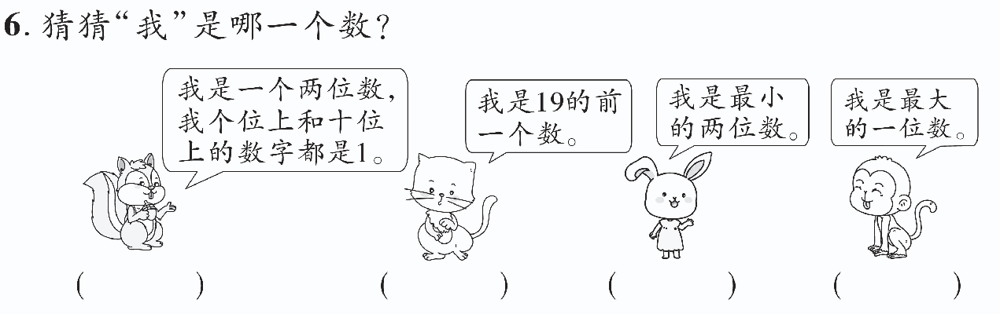 6. 猜猜“我”是哪一个数?
我是一个两位数,
我个位上和十位
上的数字都是1。
我是19的前
一个数。
我是最小
的两位数。
我是最大
的一位数。
( ) ( ) ( ) ( )